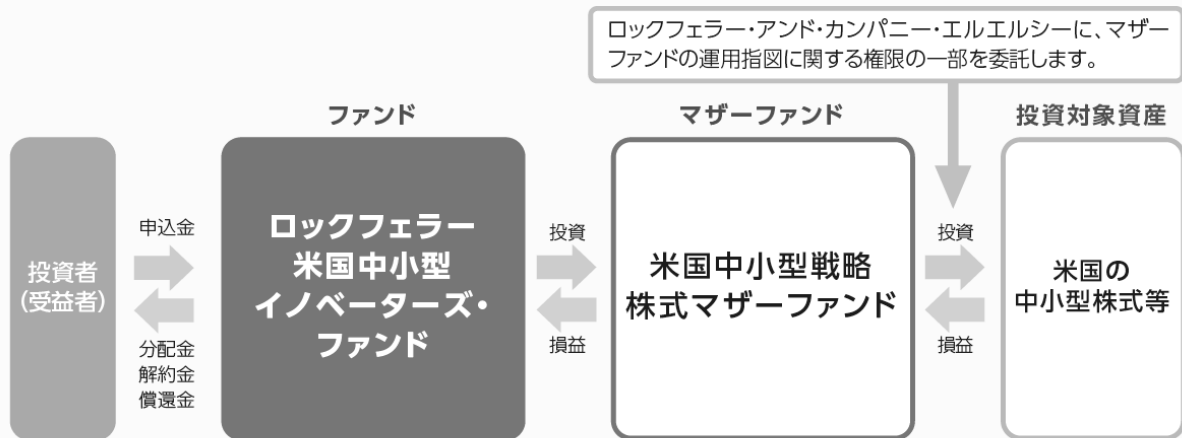 ロックフェラー・アンド・カンパニー・エルエルシーに、マザー
ファンドの運用指図に関する権限の一部を委託します。
ファンド
マザーファンド
投資対象資産
投資者
(受益者)
申込金
分配金
解約金
償還金
ロックフェラー
米国中小型
イノベーターズ・
ファンド
投資
損益
米国中小型戦略
株式マザーファンド
投資
損益
米国の
中小型株式等